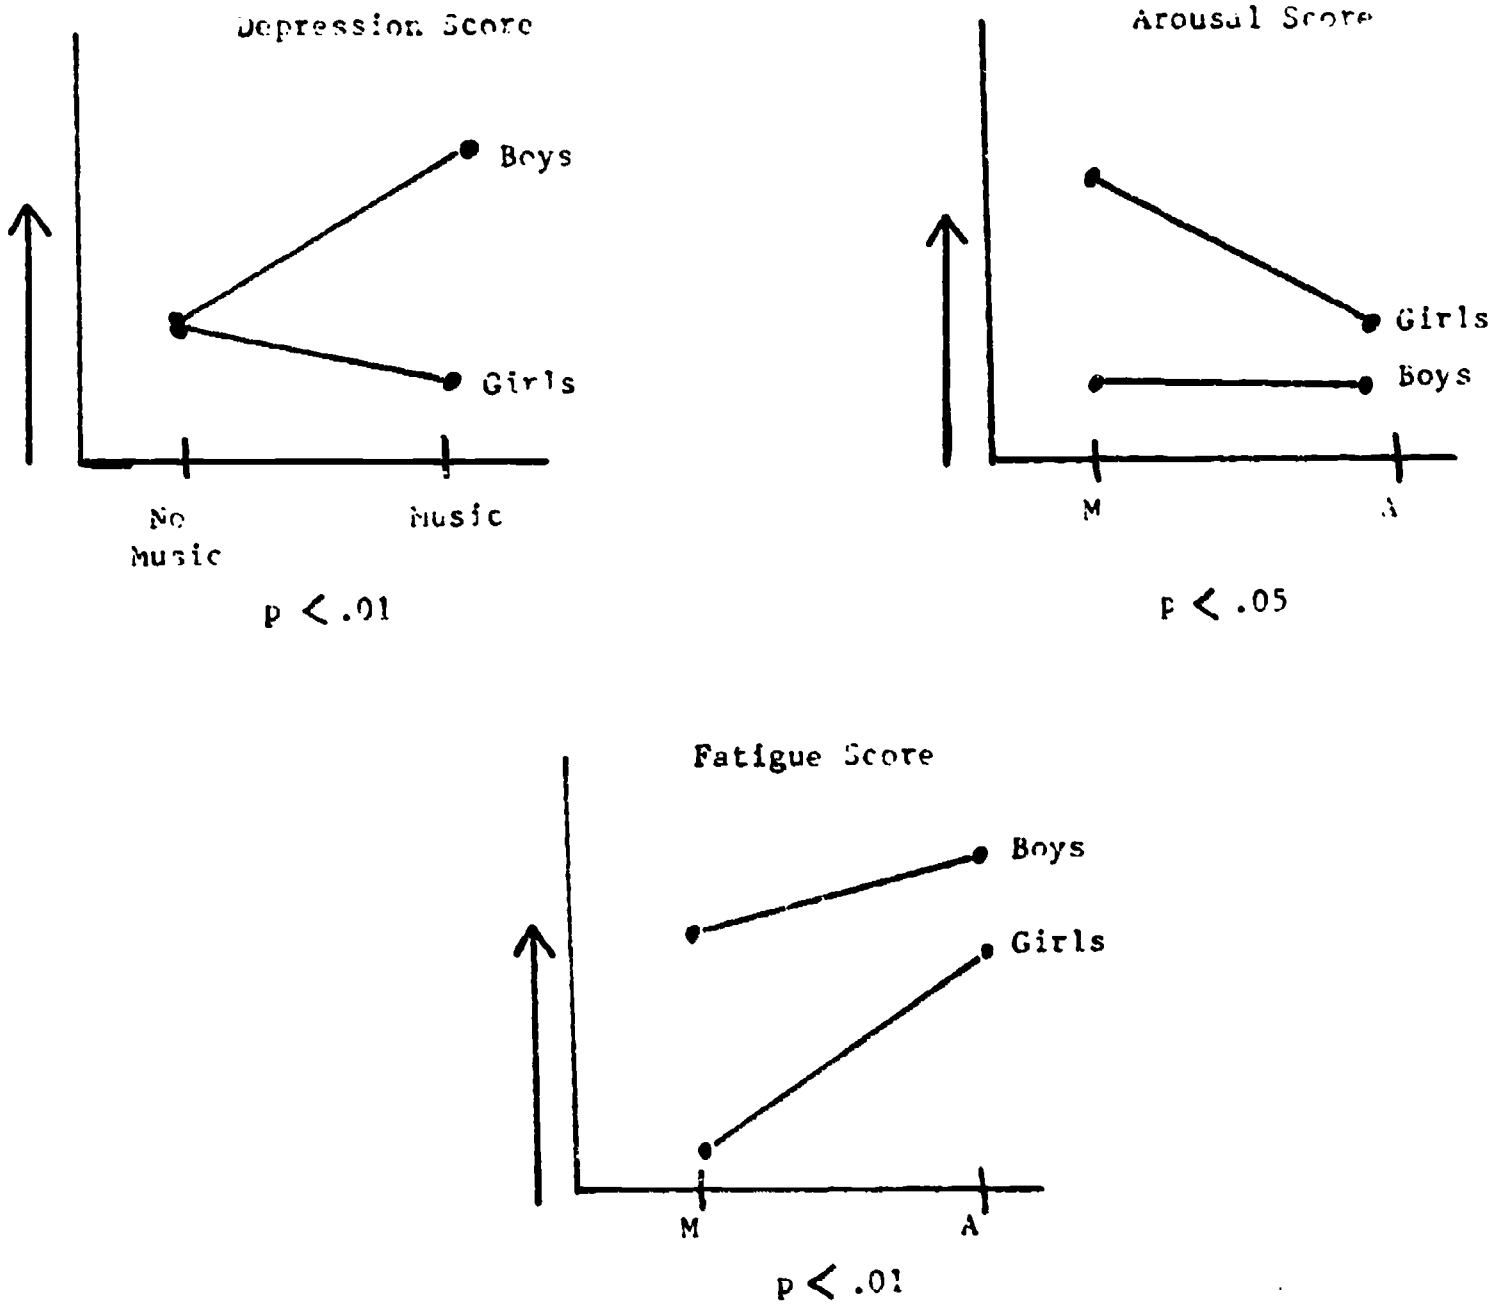 Depression Score
Boys
Girls
No
Music
Music
p < .01
Arousal Score
Girls
Boys
M
A
p < .05
Fatigue Score
Boys
Girls
M
A
p < .01